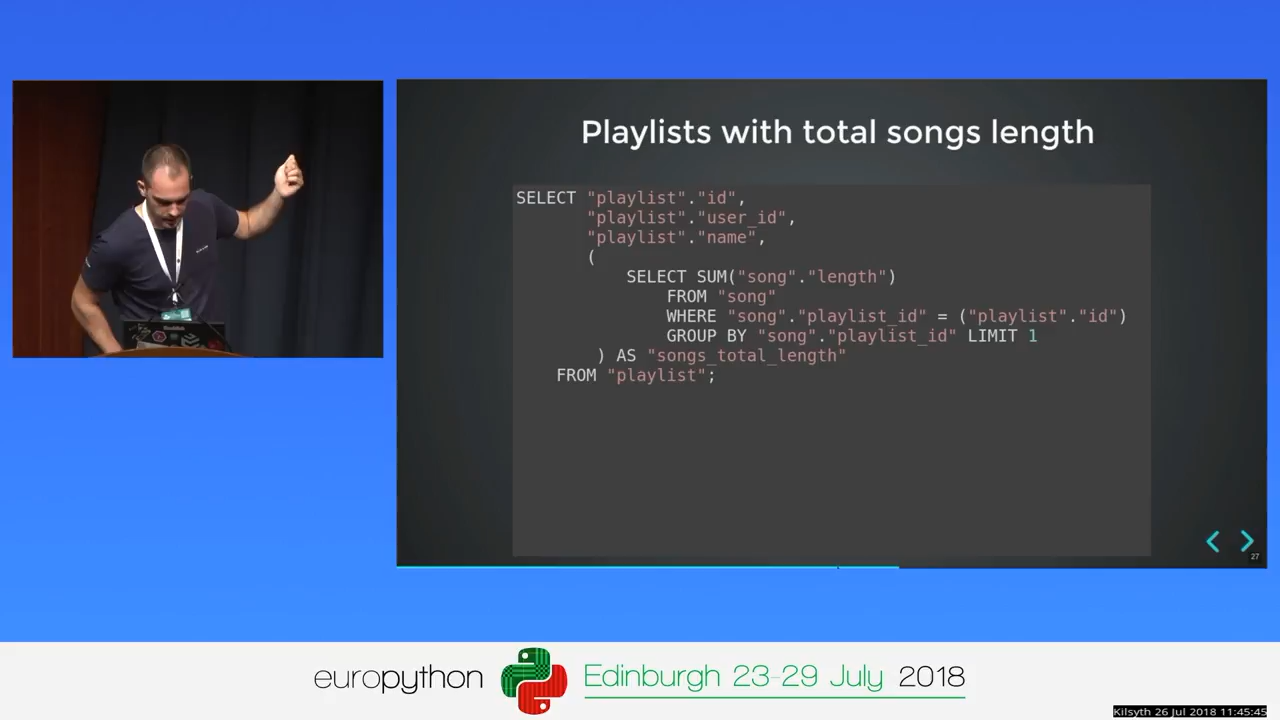 Playlists with total songs length
SELECT "playlist"."id",
"playlist"."user_id",
"playlist"."name",
(
SELECT SUM("song"."length")
FROM "song"
WHERE "song"."playlist_id" = ("playlist"."id")
GROUP BY "song"."playlist_id" LIMIT 1
) AS "songs_total_length"
FROM "playlist";
27
europython
Edinburgh 23-29 July 2018
Kilsyth 26 Jul 2018 11:45:45